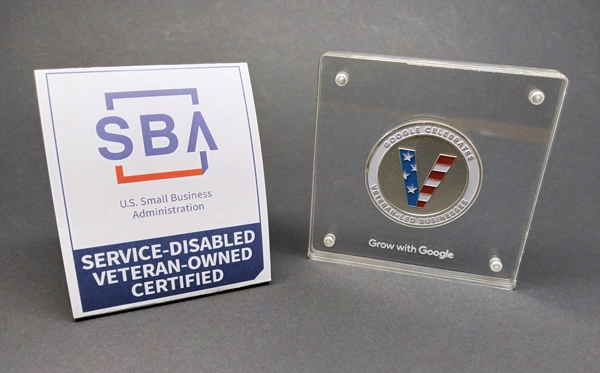 SBA
U.S. Small Business
Administration
SERVICE-DISABLED
VETERAN-OWNED
CERTIFIED
GOOGLE CELEBRATES
V
VETERAN-LED BUSINESSES
Grow with Google